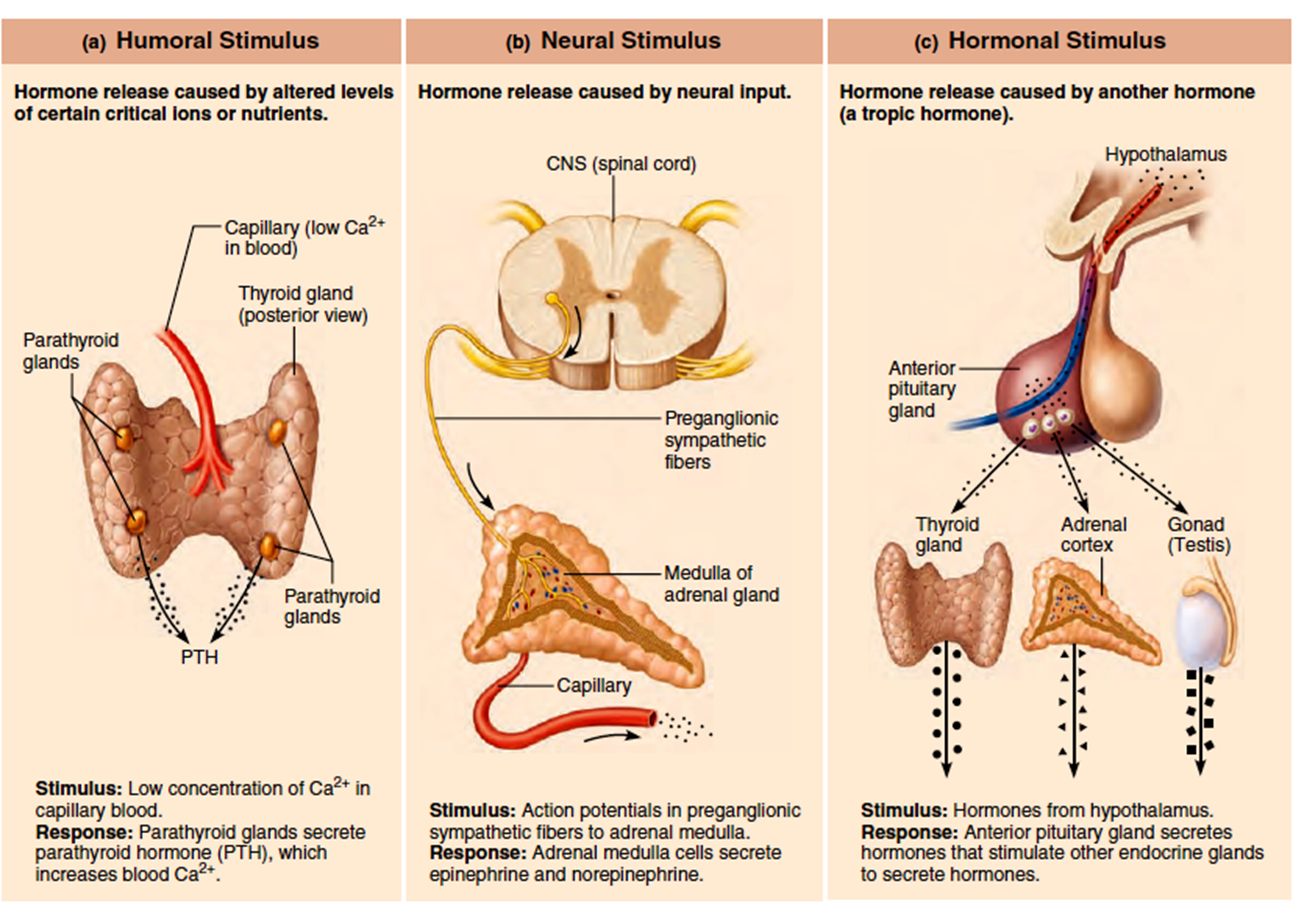 (a) Humoral Stimulus
Hormone release caused by altered levels
of certain critical ions or nutrients.
Capillary (low Ca²⁺
in blood)
Thyroid gland
(posterior view)
Parathyroid
glands
Parathyroid
glands
PTH
Stimulus: Low concentration of Ca²⁺ in
capillary blood.
Response: Parathyroid glands secrete
parathyroid hormone (PTH), which
increases blood Ca²⁺.
(b) Neural Stimulus
Hormone release caused by neural input.
CNS (spinal cord)
Preganglionic
sympathetic
fibers
Medulla of
adrenal gland
Capillary
Stimulus: Action potentials in preganglionic
sympathetic fibers to adrenal medulla.
Response: Adrenal medulla cells secrete
epinephrine and norepinephrine.
(c) Hormonal Stimulus
Hormone release caused by another hormone
(a tropic hormone).
Hypothalamus
Anterior
pituitary
gland
Thyroid
gland
Adrenal
cortex
Gonad
(Testis)
Stimulus: Hormones from hypothalamus.
Response: Anterior pituitary gland secretes
hormones that stimulate other endocrine glands
to secrete hormones.